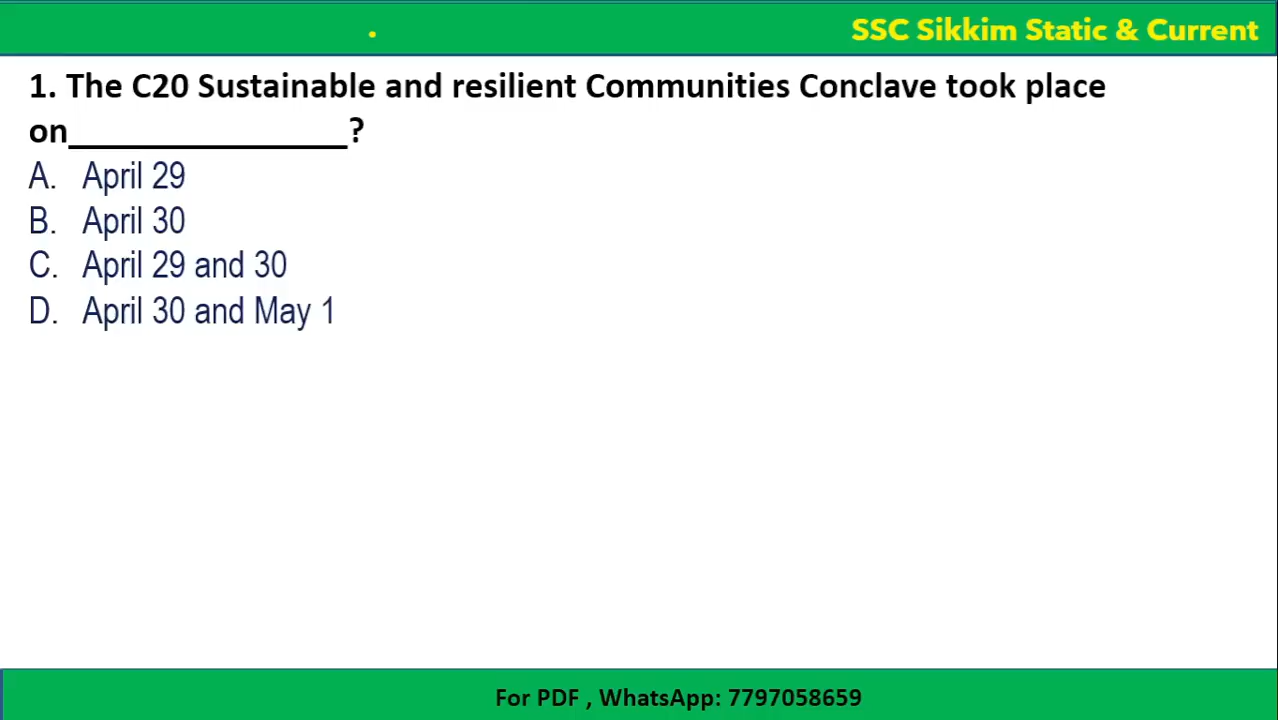 SSC Sikkim Static & Current
1. The C20 Sustainable and resilient Communities Conclave took place
on________________?
A. April 29
B. April 30
C. April 29 and 30
D. April 30 and May 1
For PDF , WhatsApp: 7797058659